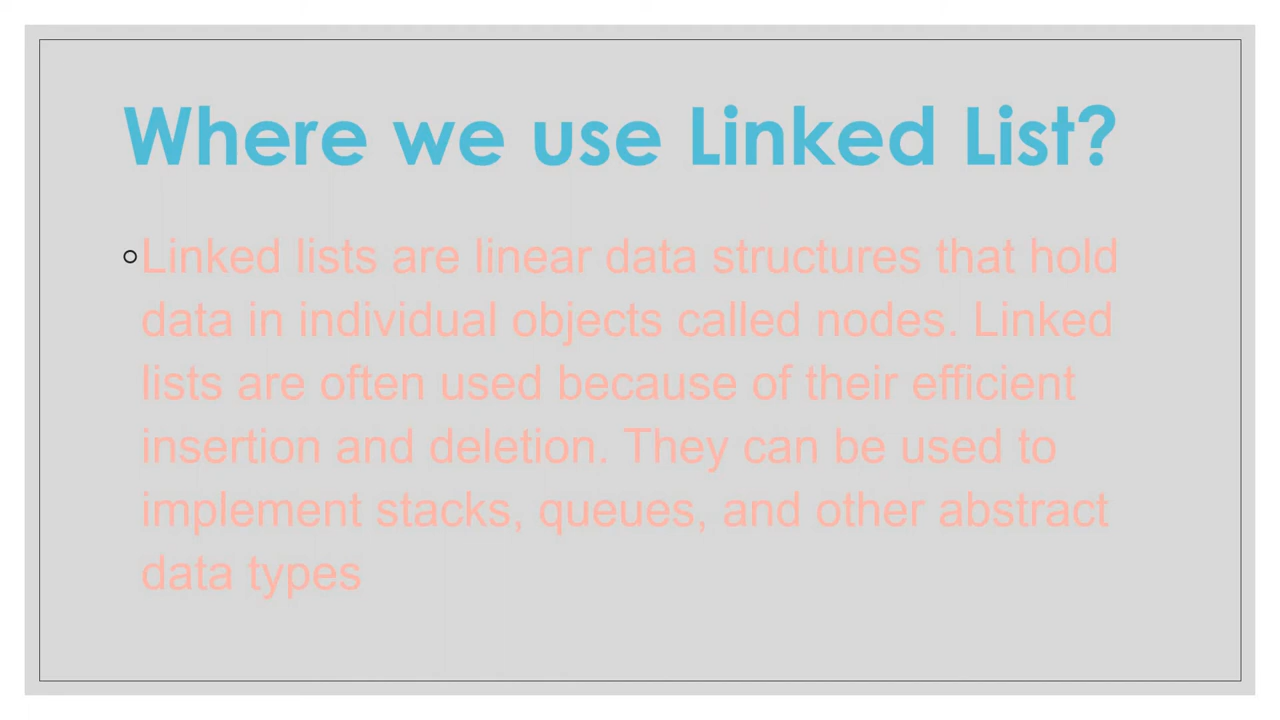 Where we use Linked List?
Linked lists are linear data structures that hold
data in individual objects called nodes. Linked
lists are often used because of their efficient
insertion and deletion. They can be used to
implement stacks, queues, and other abstract
data types